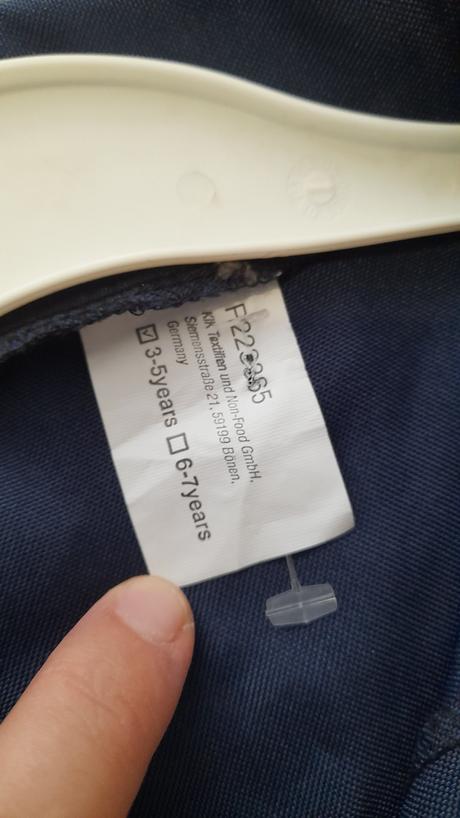 KiK Textilien und Non-Food GmbH.
Siemensstraße 21, 59199 Bönen,
Germany
☑ 3-5years ☐ 6-7years